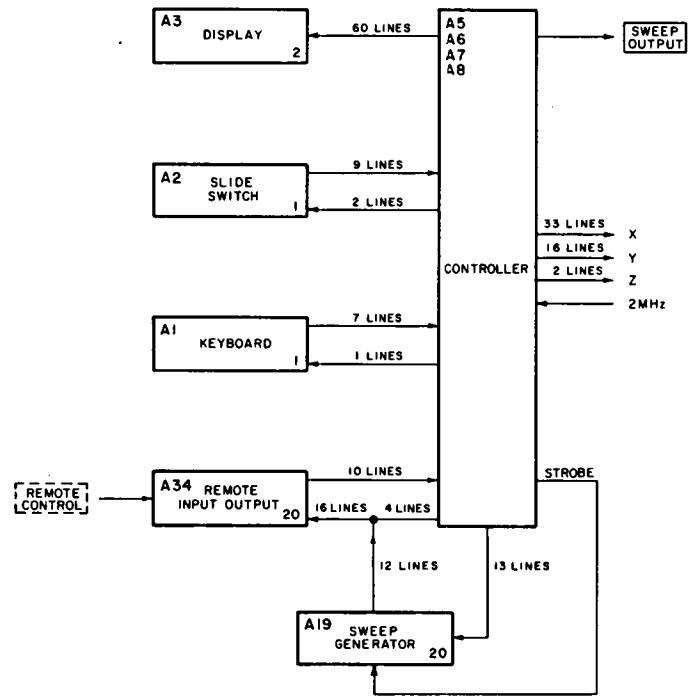 A3
DISPLAY
2
60 LINES
A5
A6
A7
A8
SWEEP
OUTPUT
A2
SLIDE
SWITCH
1
9 LINES
2 LINES
CONTROLLER
33 LINES
X
16 LINES
Y
2 LINES
Z
2MHz
A1
KEYBOARD
1
7 LINES
1 LINES
REMOTE
CONTROL
A34
REMOTE
INPUT OUTPUT
20
10 LINES
16 LINES
4 LINES
STROBE
12 LINES
13 LINES
A19
SWEEP
GENERATOR
20